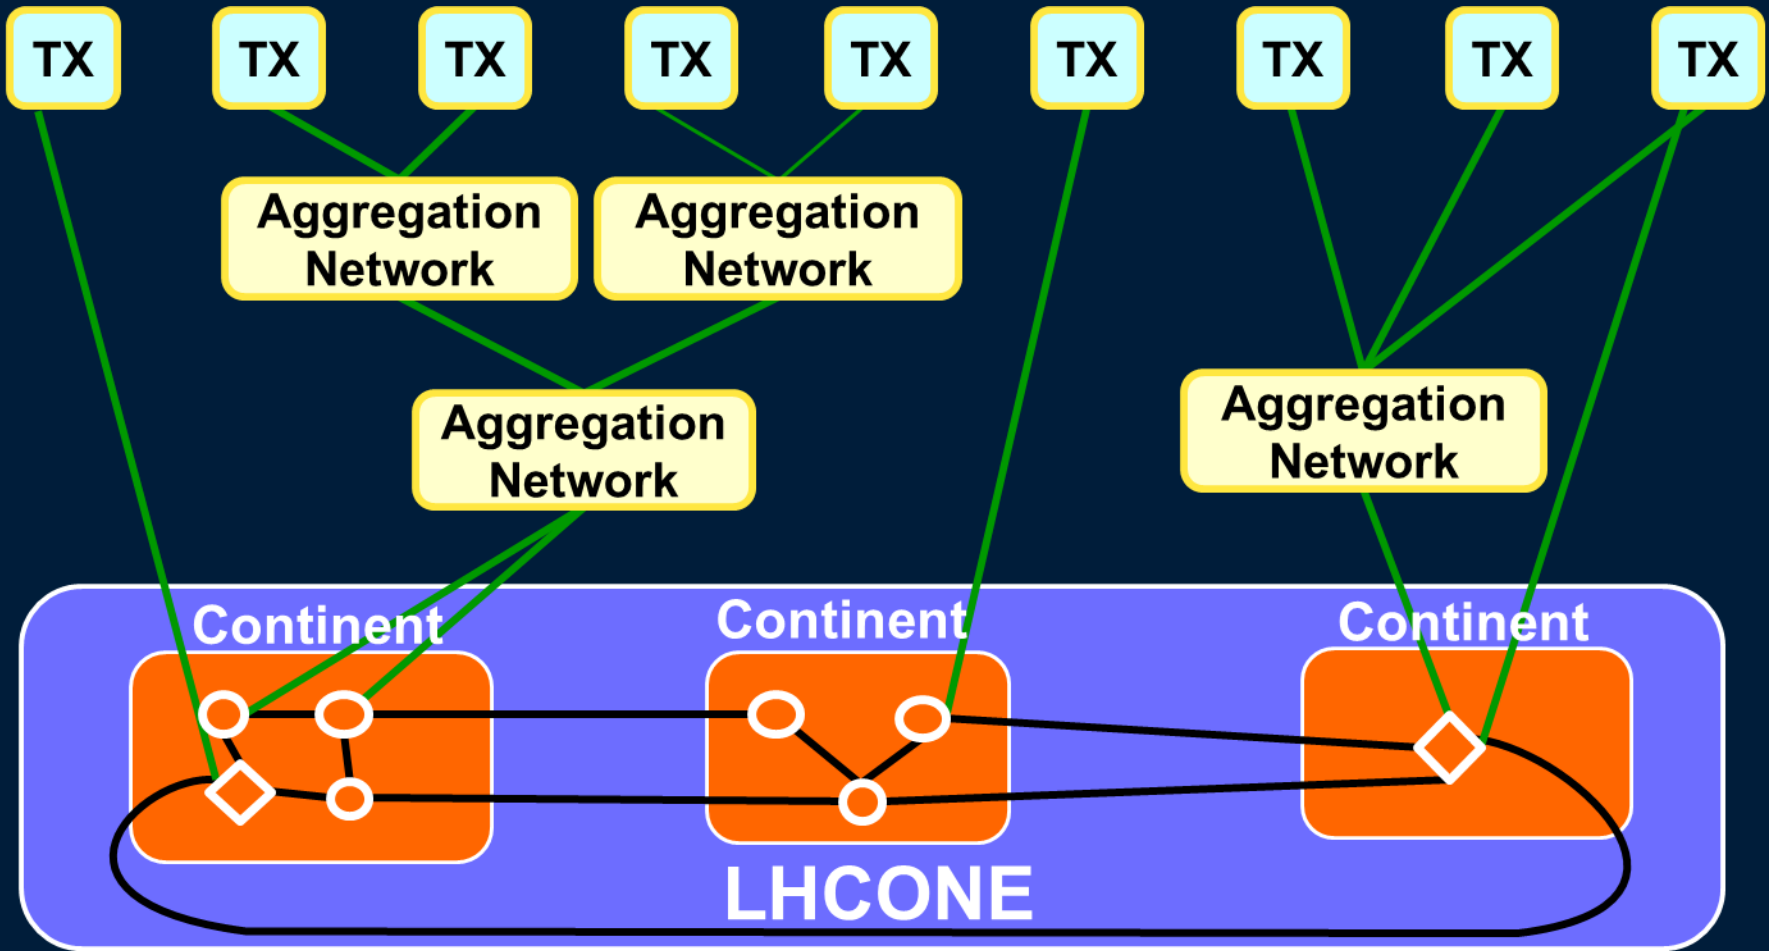 TX TX TX TX TX TX TX TX TX
Aggregation
Network
Aggregation
Network
Aggregation
Network
Aggregation
Network
Continent
Continent
Continent
LHCONE